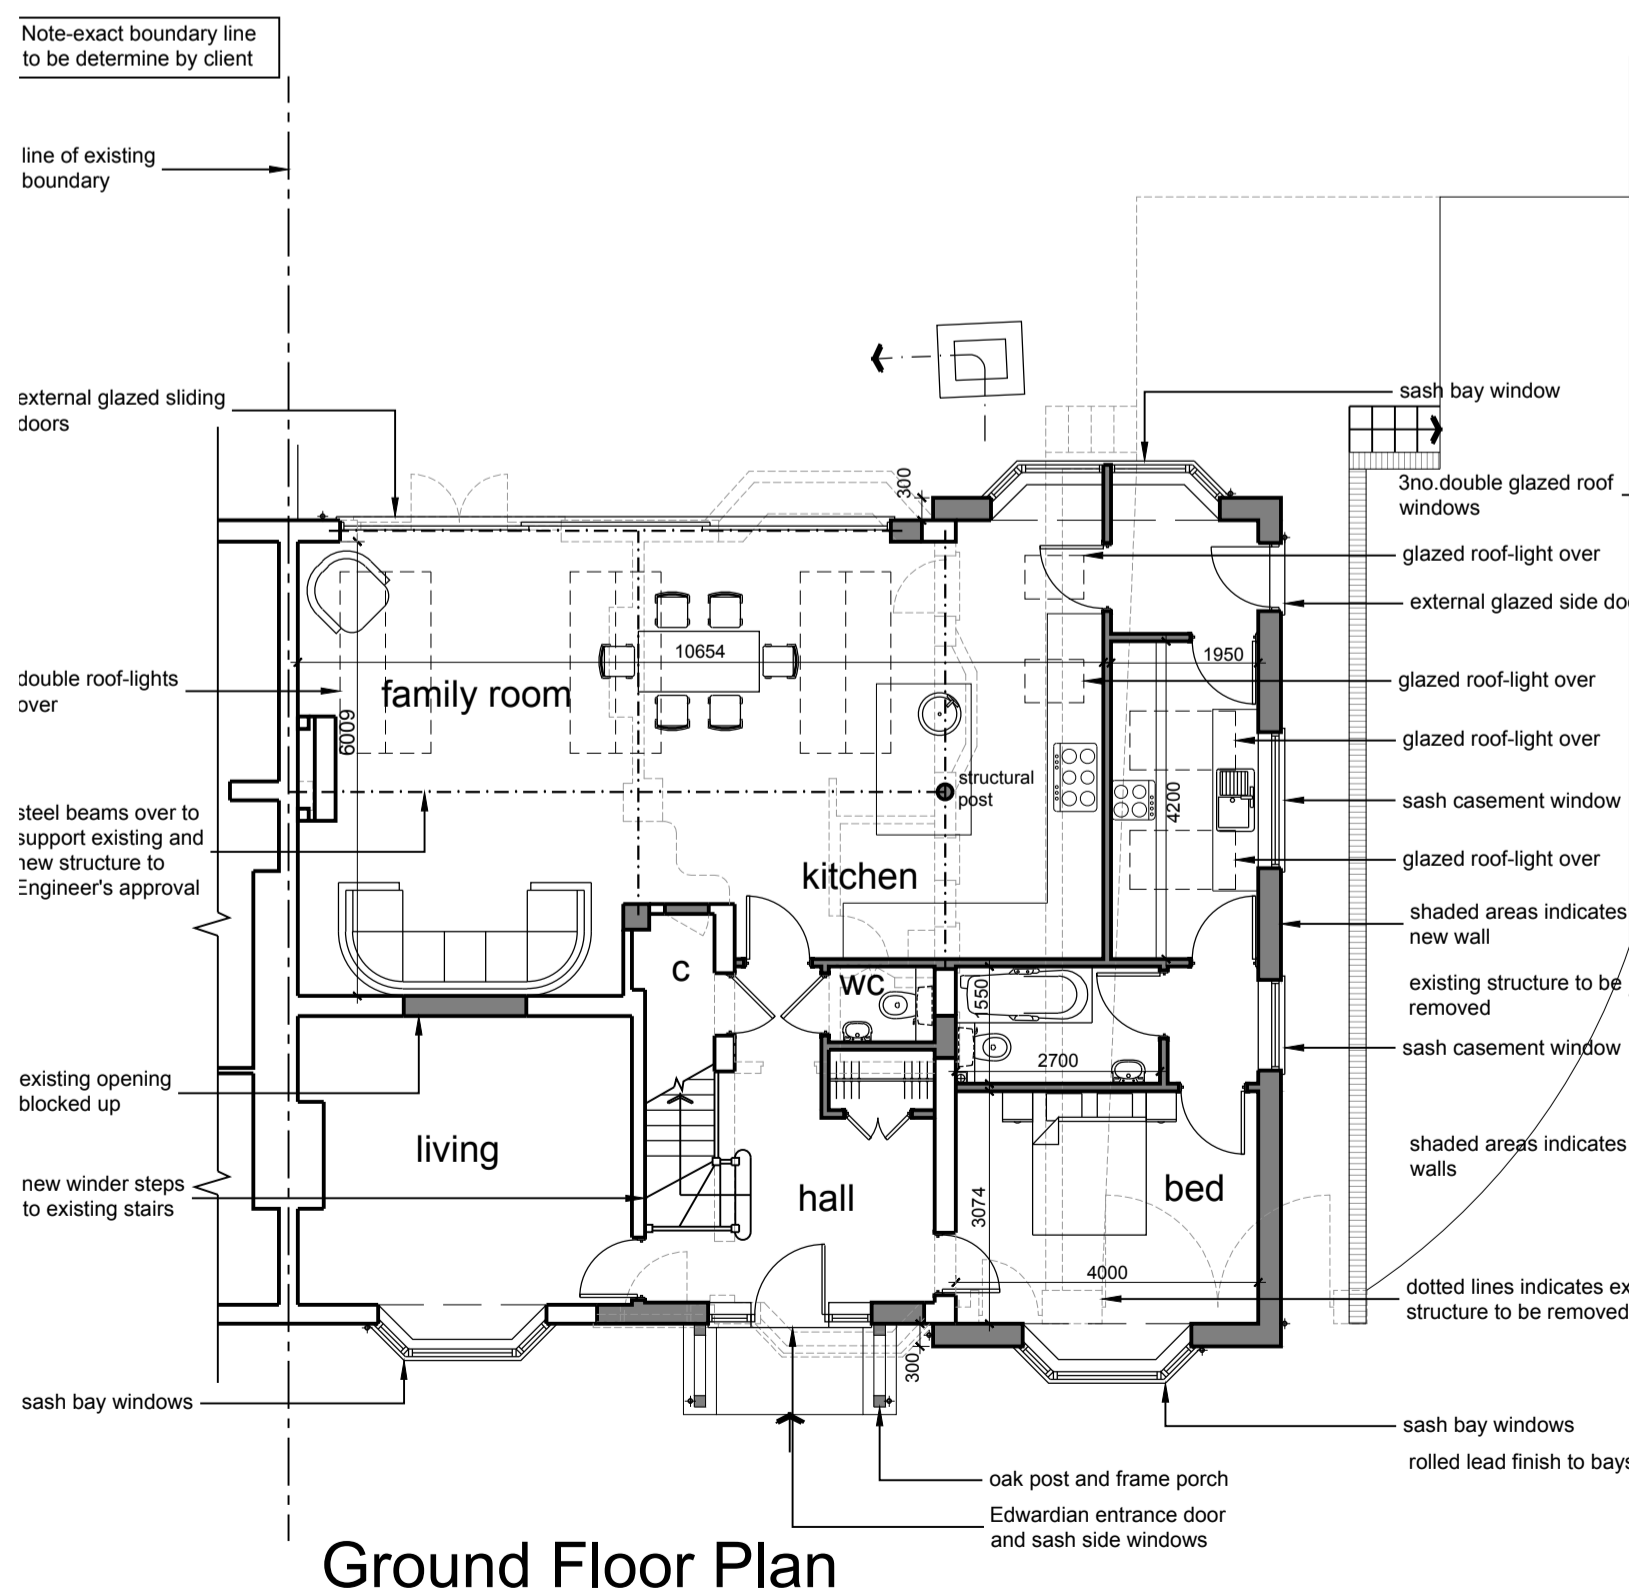 Note-exact boundary line
to be determine by client
line of existing
boundary
external glazed sliding
doors
double roof-lights
over
steel beams over to
support existing and
new structure to
Engineer's approval
existing opening
blocked up
new winder steps
to existing stairs
sash bay windows
family room
10654
6009
kitchen
structural
post
300
1950
4200
c
wc
1550
2700
living
hall
bed
3074
4000
300
sash bay window
3no.double glazed roof
windows
glazed roof-light over
external glazed side doo
glazed roof-light over
glazed roof-light over
sash casement window
glazed roof-light over
shaded areas indicates
new wall
existing structure to be
removed
sash casement window
shaded areas indicates
walls
dotted lines indicates ex
structure to be removed
sash bay windows
rolled lead finish to bays
oak post and frame porch
Edwardian entrance door
and sash side windows
Ground Floor Plan